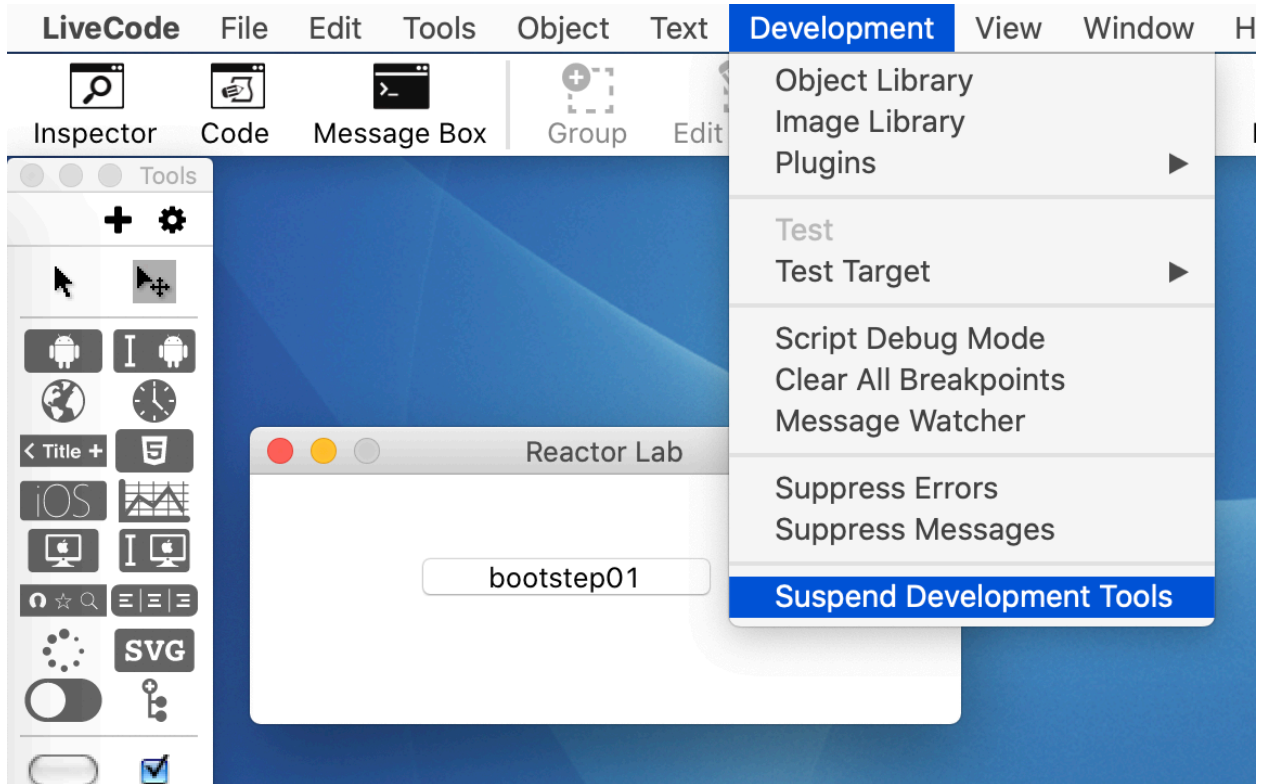 LiveCode File Edit Tools Object Text Development View Window H
Inspector Code Message Box Group Edit
Object Library
Image Library
Plugins
Test
Test Target
Script Debug Mode
Clear All Breakpoints
Message Watcher
Suppress Errors
Suppress Messages
Suspend Development Tools
Tools
< Title +
5
iOS
SVG
Reactor Lab
bootstep01